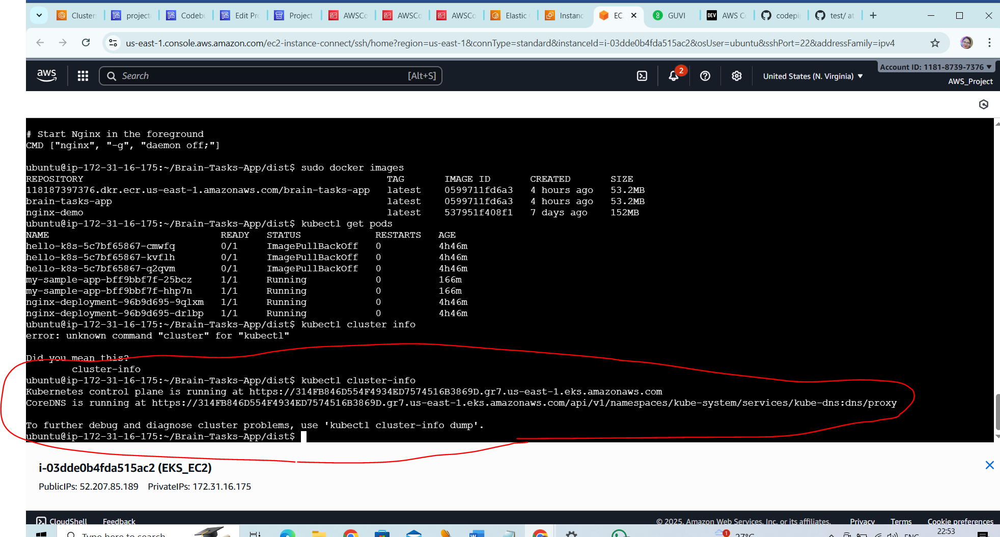 Clusters
project
Codebu
Edit Pro
Project
AWSCo
AWSCo
AWSCo
Elastic
Instanc
EC
GUVI
DEV
AWS Co
codepip
test/ at
us-east-1.console.aws.amazon.com/ec2-instance-connect/ssh/home?region=us-east-1&connType=standard&instanceId=i-03dde0b4fda515ac2&osUser=ubuntu&sshPort=22&addressFamily=ipv4
aws
Search
[Alt+S]
2
United States (N. Virginia)
Account ID: 1181-8739-7376
AWS_Project
# Start Nginx in the foreground
CMD ["nginx", "-g", "daemon off;"]
ubuntu@ip-172-31-16-175:~/Brain-Tasks-App/dist$ sudo docker images
REPOSITORY TAG IMAGE ID CREATED SIZE
118187397376.dkr.ecr.us-east-1.amazonaws.com/brain-tasks-app latest 0599711fd6a3 4 hours ago 53.2MB
brain-tasks-app latest 0599711fd6a3 4 hours ago 53.2MB
nginx-demo latest 537951f408f1 7 days ago 152MB
ubuntu@ip-172-31-16-175:~/Brain-Tasks-App/dist$ kubectl get pods
NAME READY STATUS RESTARTS AGE
hello-k8s-5c7bf65867-cmwfq 0/1 ImagePullBackOff 0 4h46m
hello-k8s-5c7bf65867-kvflh 0/1 ImagePullBackOff 0 4h46m
hello-k8s-5c7bf65867-q2qvm 0/1 ImagePullBackOff 0 4h46m
my-sample-app-bff9bbf7f-25bcz 1/1 Running 0 166m
my-sample-app-bff9bbf7f-hhp7n 1/1 Running 0 166m
nginx-deployment-96b9d695-9qlxm 1/1 Running 0 4h46m
nginx-deployment-96b9d695-drlbp 1/1 Running 0 4h46m
ubuntu@ip-172-31-16-175:~/Brain-Tasks-App/dist$ kubectl cluster info
error: unknown command "cluster" for "kubectl"
Did you mean this?
cluster-info
ubuntu@ip-172-31-16-175:~/Brain-Tasks-App/dist$ kubectl cluster-info
Kubernetes control plane is running at https://314FB846D554F4934ED7574516B3869D.gr7.us-east-1.eks.amazonaws.com
CoreDNS is running at https://314FB846D554F4934ED7574516B3869D.gr7.us-east-1.eks.amazonaws.com/api/v1/namespaces/kube-system/services/kube-dns:dns/proxy
To further debug and diagnose cluster problems, use 'kubectl cluster-info dump'.
ubuntu@ip-172-31-16-175:~/Brain-Tasks-App/dist$
i-03dde0b4fda515ac2 (EKS_EC2)
PublicIPs: 52.207.85.189 PrivateIPs: 172.31.16.175
CloudShell Feedback © 2025, Amazon Web Services, Inc. or its affiliates. Privacy Terms Cookie preferences
Type here to search
1
27°C
ENG
22:53